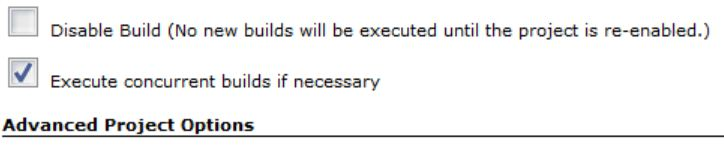 Disable Build (No new builds will be executed until the project is re-enabled.)
Execute concurrent builds if necessary
Advanced Project Options